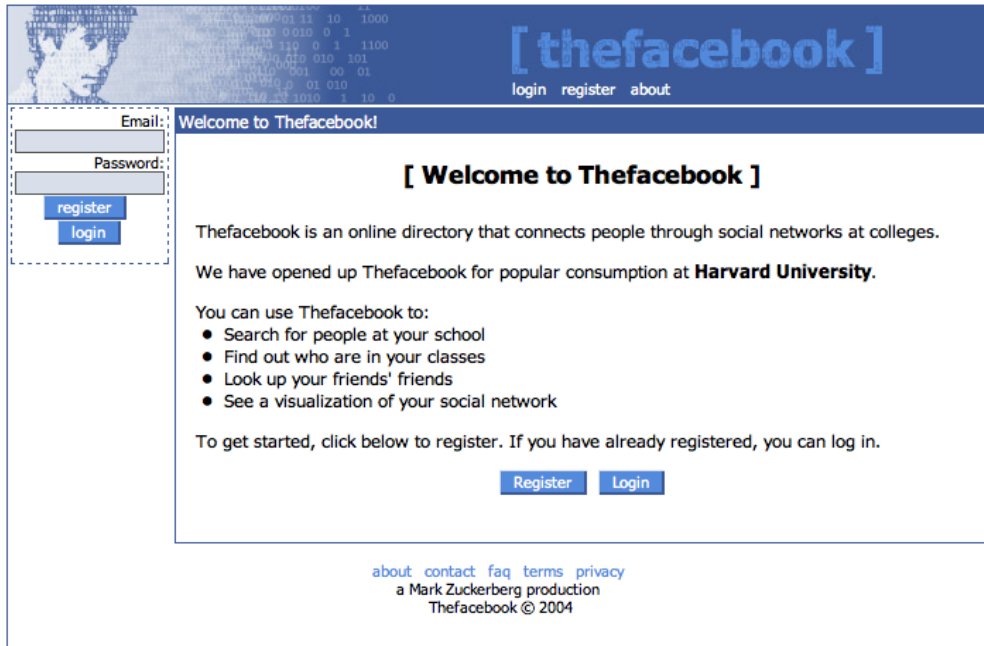 [ thefacebook ]
login register about
Email:
Password:
register
login
Welcome to Thefacebook!
[ Welcome to Thefacebook ]
Thefacebook is an online directory that connects people through social networks at colleges.
We have opened up Thefacebook for popular consumption at Harvard University.
You can use Thefacebook to:
• Search for people at your school
• Find out who are in your classes
• Look up your friends' friends
• See a visualization of your social network
To get started, click below to register. If you have already registered, you can log in.
Register Login
about contact faq terms privacy
a Mark Zuckerberg production
Thefacebook © 2004